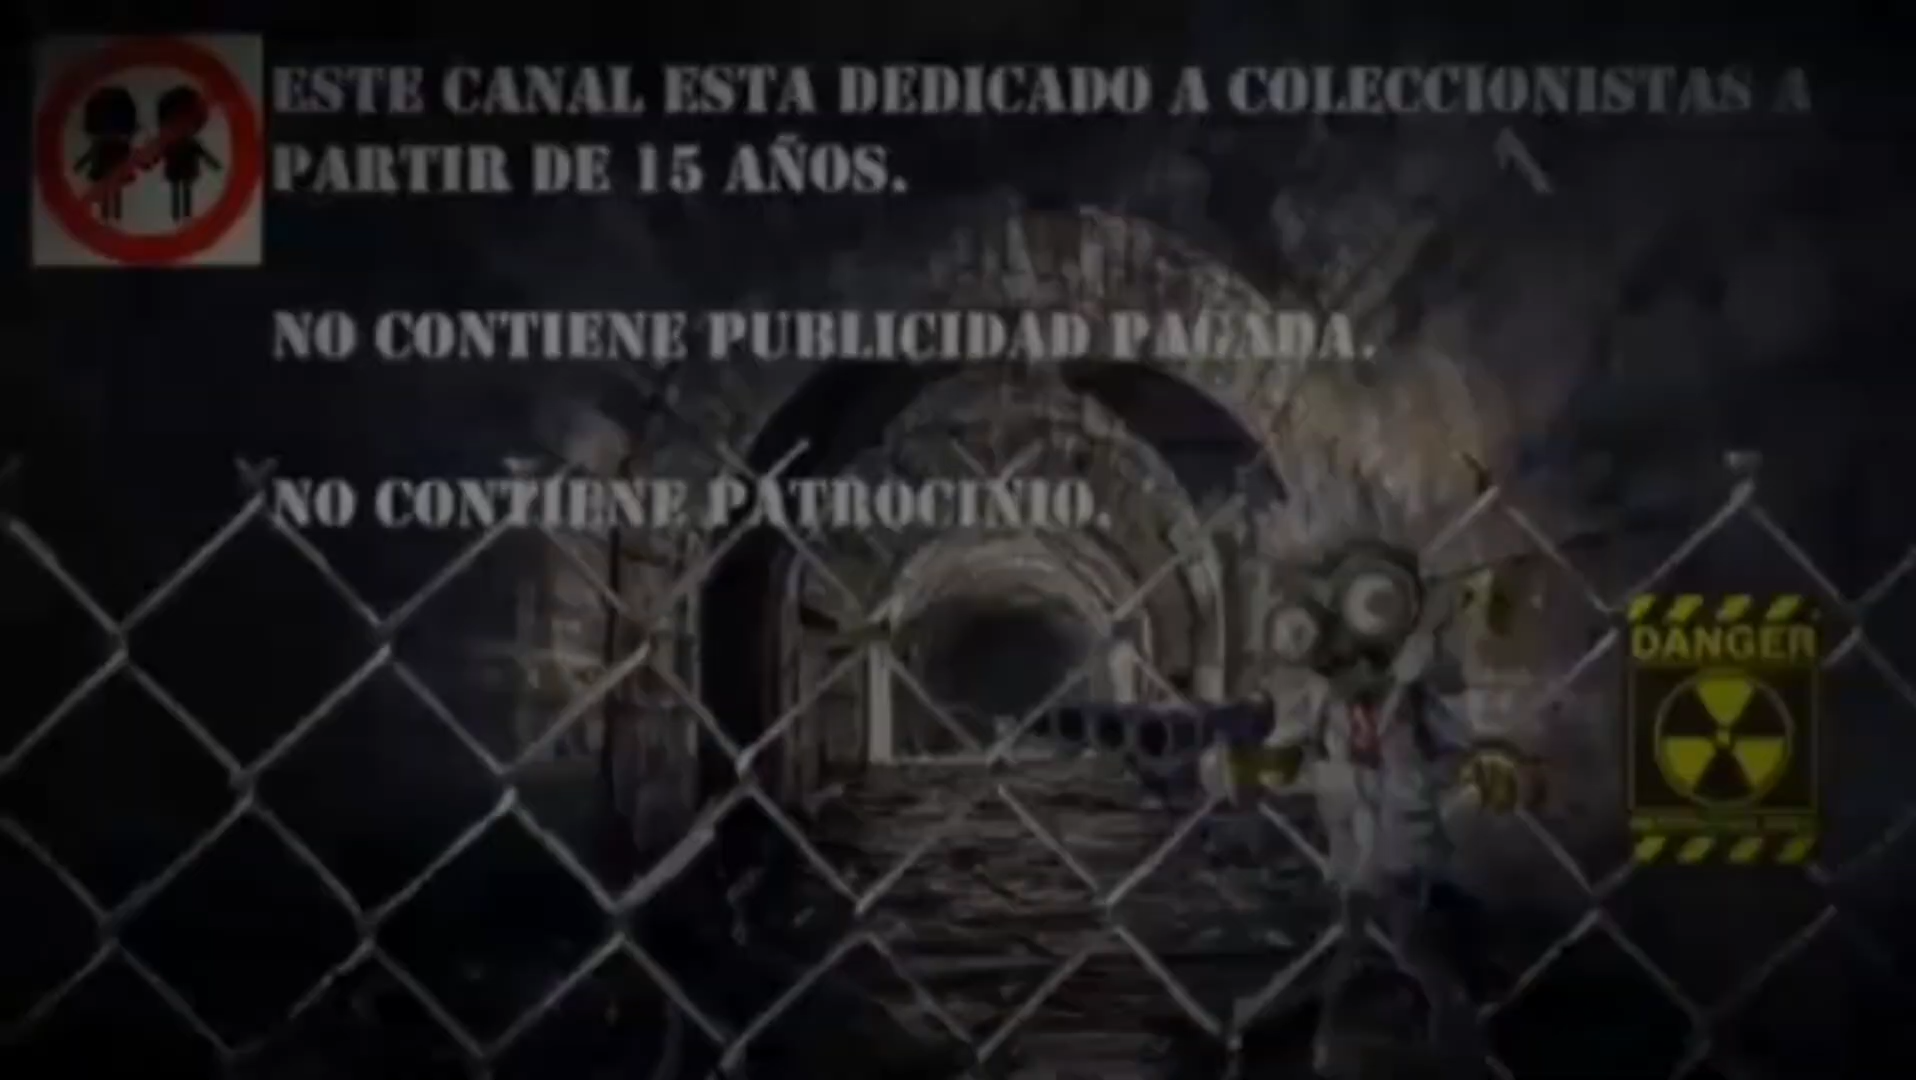 ESTE CANAL ESTA DEDICADO A COLECCIONISTAS A
PARTIR DE 15 AÑOS.
NO CONTIENE PUBLICIDAD PAGADA.
NO CONTIENE PATROCINIO.
DANGER